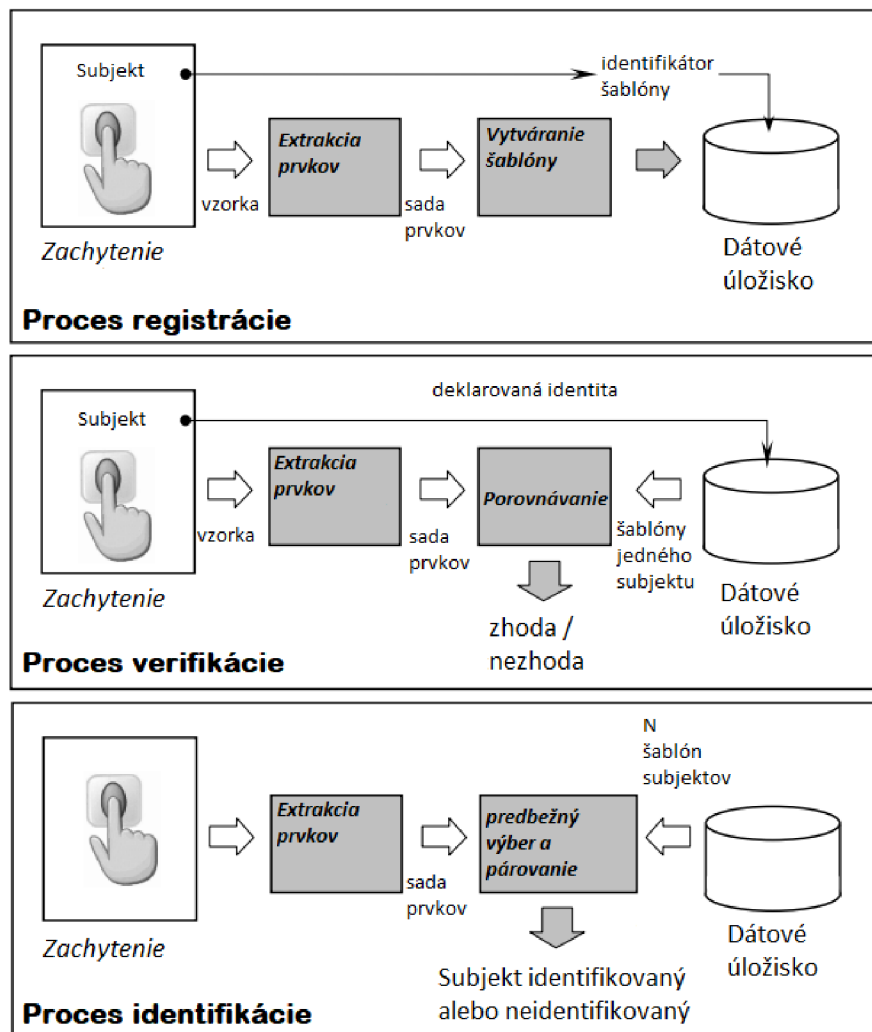 Subjekt
identifikátor
šablóny
Extrakcia
prvkov
Vytváranie
šablóny
vzorka
sada
prvkov
Zachytenie
Dátové
úložisko
Proces registrácie
deklarovaná identita
Subjekt
Extrakcia
prvkov
Porovnávanie
vzorka
sada
prvkov
šablóny
jedného
subjektu
Zachytenie
Dátové
úložisko
zhoda /
nezhoda
Proces verifikácie
N
šablón
subjektov
Extrakcia
prvkov
predbežný
výber a
párovanie
sada
prvkov
Zachytenie
Dátové
úložisko
Subjekt identifikovaný
alebo neidentifikovaný
Proces identifikácie